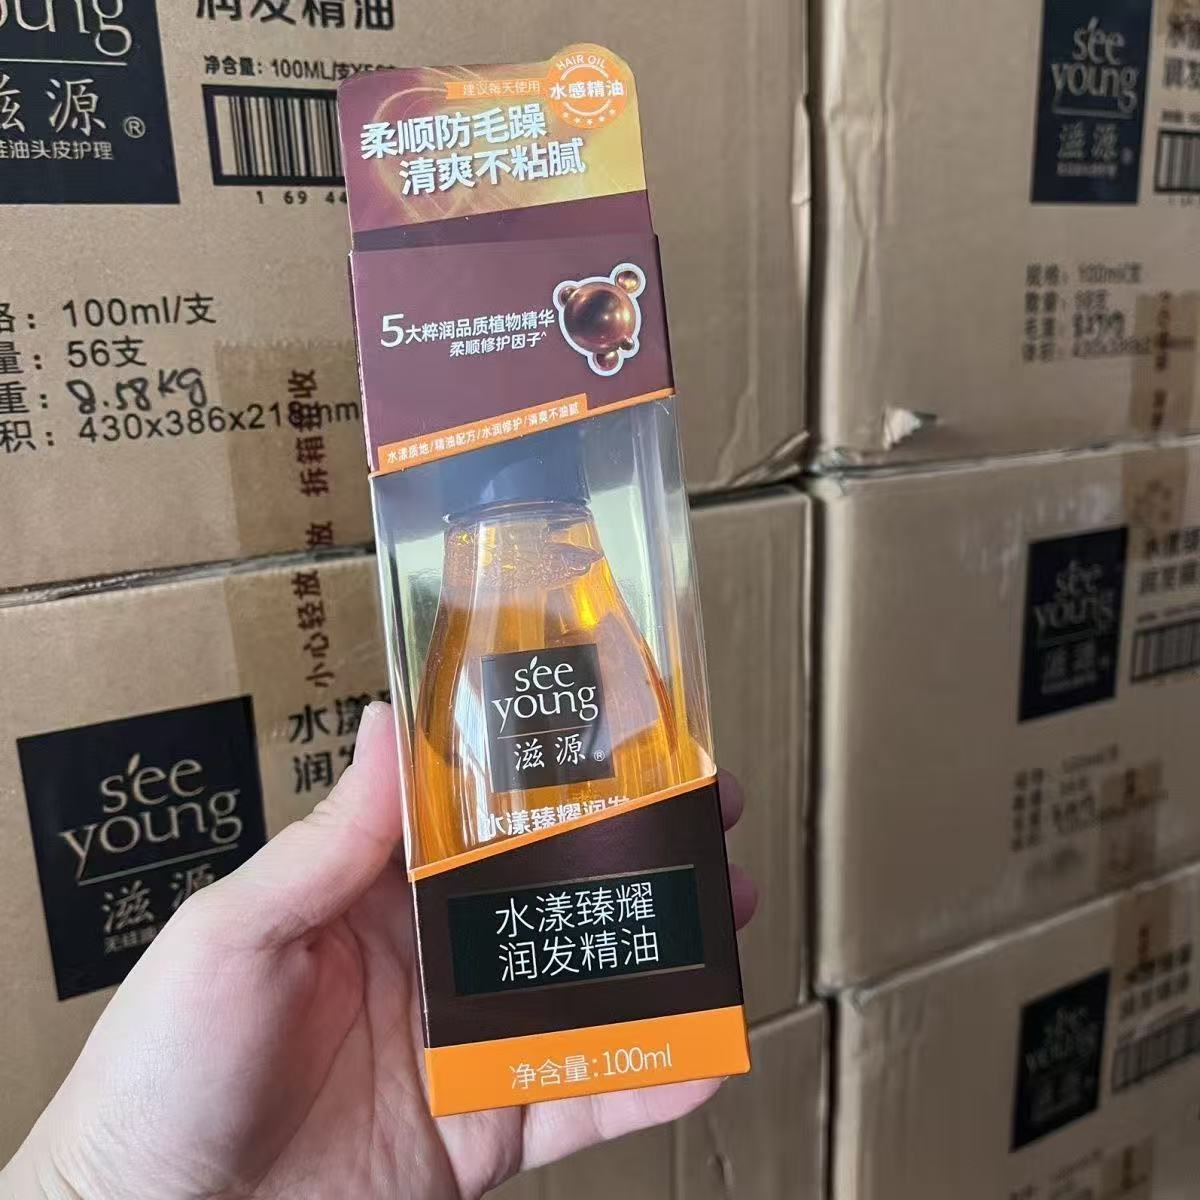 young
滋源®
硅油头皮护理
润发精油
净含量：100ML/支X56支
1 69 44
格：100ml/支
量：56支
重：8.58kg
积：430x386x218mm
小心轻放
拆箱担收
s'ee
young
滋源
水漾
润发
建议每天使用
HAIR OIL
水感精油
柔顺防毛躁
清爽不粘腻
5大粹润品质植物精华
柔顺修护因子^
水漾质地/精油配方/水润修护/清爽不油腻
s'ee
young
滋源®
水漾臻耀润发
水漾臻耀
润发精油
净含量:100ml
s'ee
young
滋源®
规格：100ml/支
s'ee
young
滋源
s'ee
young
滋源